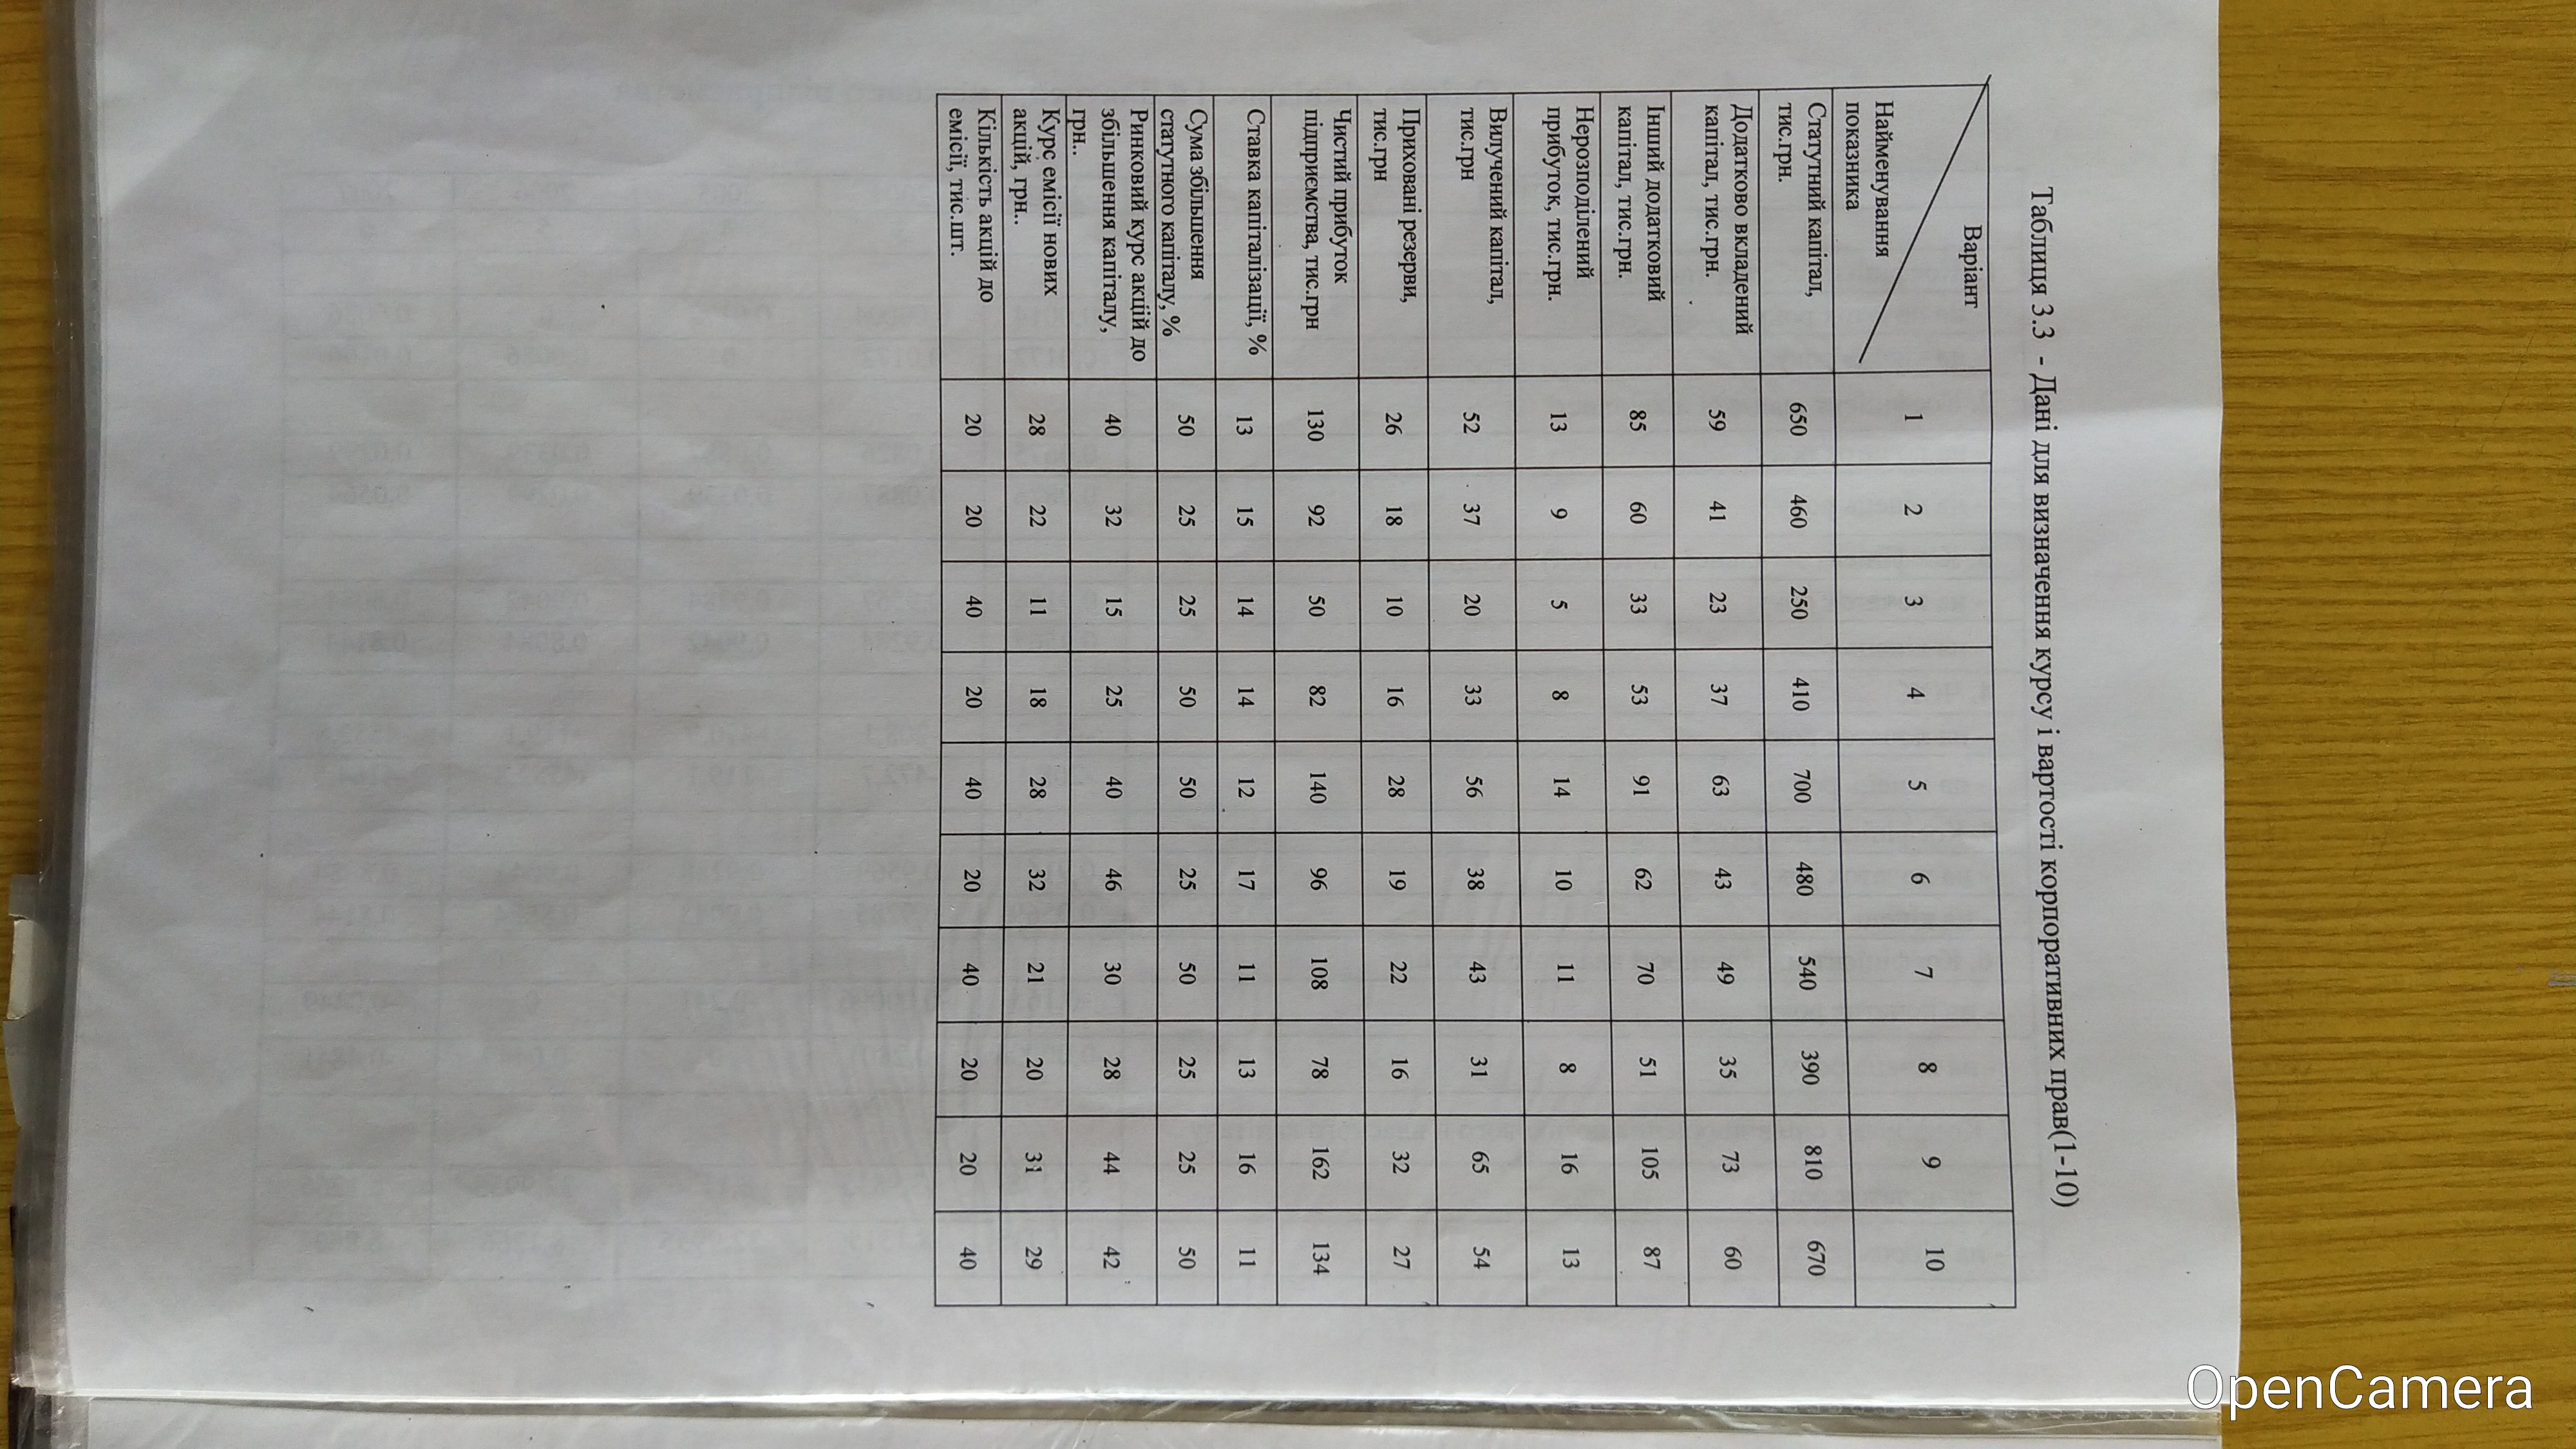 Таблиця 3.3 - Дані для визначення курсу і вартості корпоративних прав(1-10)
Варіант
Найменування
показника
1 2 3 4 5 6 7 8 9 10
Статутний капітал,
тис.грн.
650 460 250 410 700 480 540 390 810 670
Додатково вкладений
капітал, тис.грн.
59 41 23 37 63 43 49 35 73 60
Інший додатковий
капітал, тис.грн.
85 60 33 53 91 62 70 51 105 87
Нерозподілений
прибуток, тис.грн.
13 9 5 8 14 10 11 8 16 13
Вилучений капітал,
тис.грн
52 37 20 33 56 38 43 31 65 54
Приховані резерви,
тис.грн
26 18 10 16 28 19 22 16 32 27
Чистий прибуток
підприємства, тис.грн
130 92 50 82 140 96 108 78 162 134
Ставка капіталізації, %
13 15 14 14 12 17 11 13 16 11
Сума збільшення
статутного капіталу, %
50 25 25 50 50 25 50 25 25 50
Ринковий курс акцій до
збільшення капіталу,
грн..
40 32 15 25 40 46 30 28 44 42
Курс емісії нових
акцій, грн..
28 22 11 18 28 32 21 20 31 29
Кількість акцій до
емісії, тис.шт.
20 20 40 20 40 20 40 20 20 40
OpenCamera